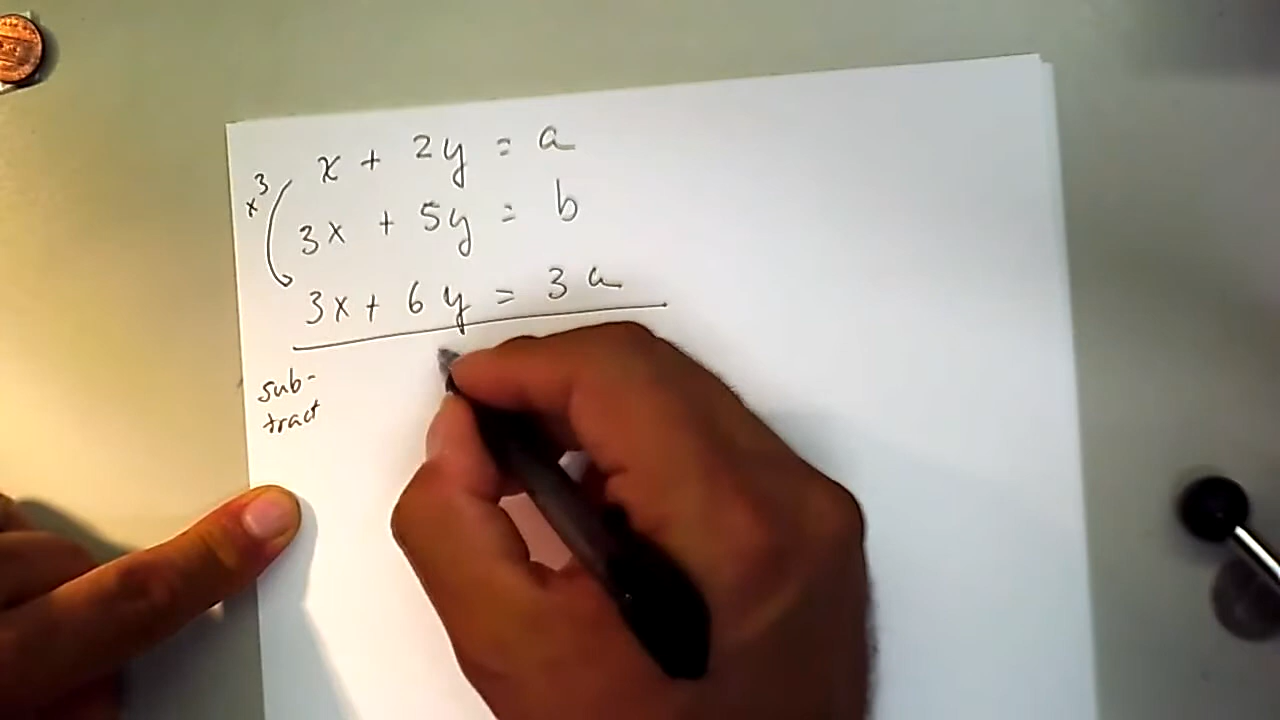 x + 2y = a
x3
3x + 5y = b
3x + 6y = 3a
sub-
tract